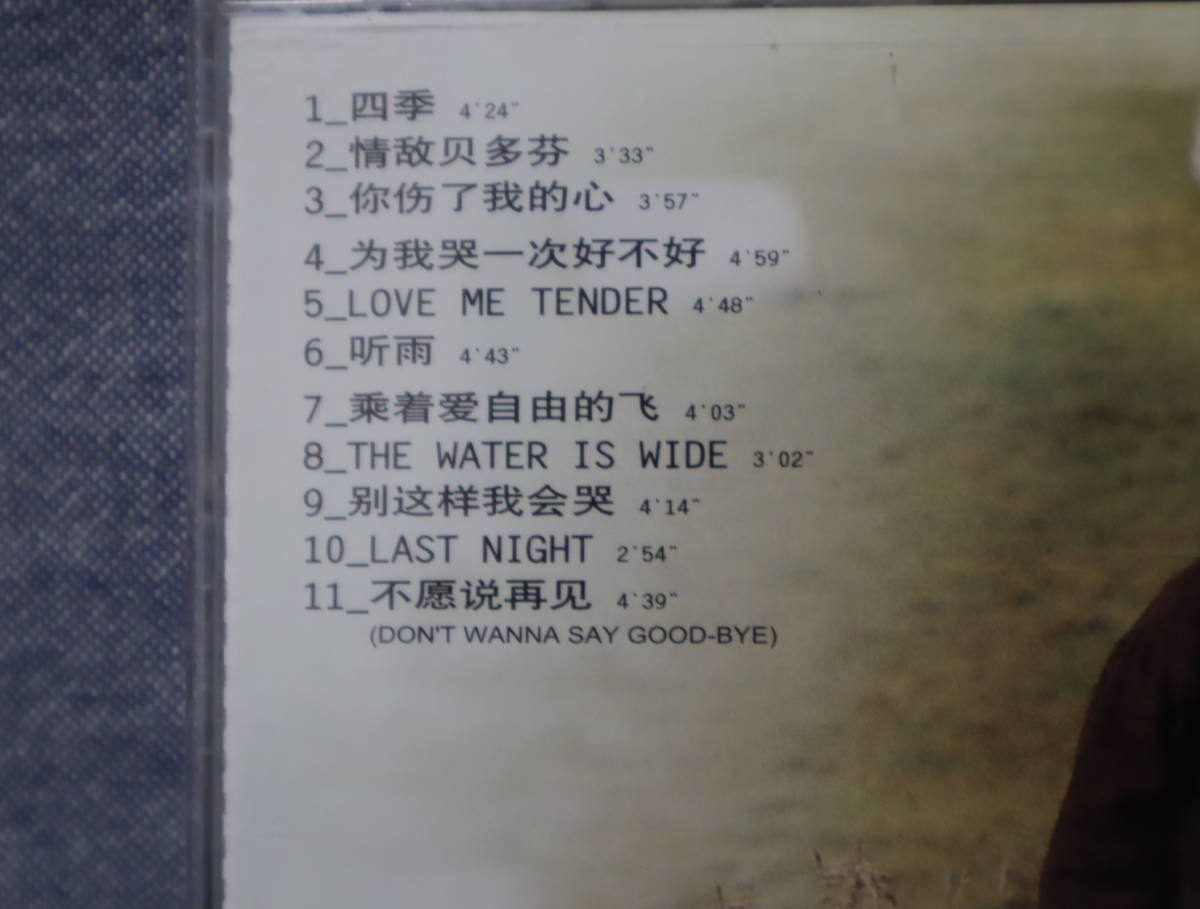 1_四季 4'24"
2_情敌贝多芬 3'33"
3_你伤了我的心 3'57"
4_为我哭一次好不好 4'59"
5_LOVE ME TENDER 4'48"
6_听雨 4'43"
7_乘着爱自由的飞 4'03"
8_THE WATER IS WIDE 3'02"
9_别这样我会哭 4'14"
10_LAST NIGHT 2'54"
11_不愿说再见 4'39"
(DON'T WANNA SAY GOOD-BYE)